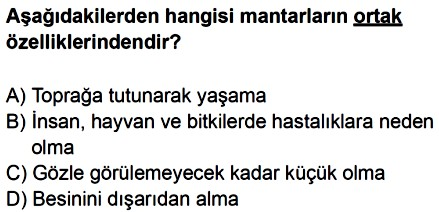 Aşağıdakilerden hangisi mantarların ortak
özelliklerindendir?
A) Toprağa tutunarak yaşama
B) İnsan, hayvan ve bitkilerde hastalıklara neden
olma
C) Gözle görülemeyecek kadar küçük olma
D) Besinini dışarıdan alma